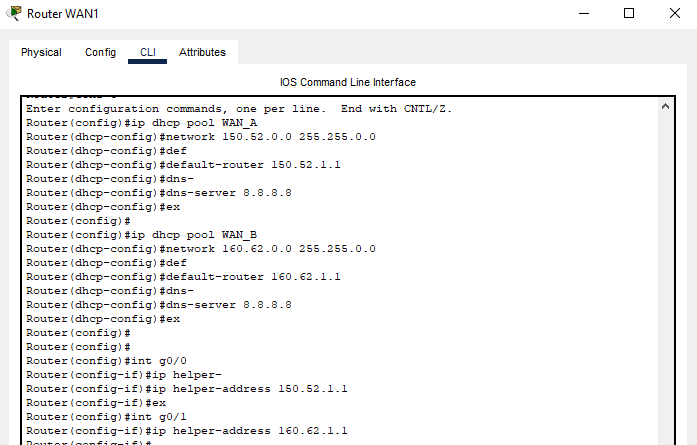 Router WAN1
Physical Config CLI Attributes
IOS Command Line Interface
Enter configuration commands, one per line.  End with CNTL/Z.
Router(config)#ip dhcp pool WAN_A
Router(dhcp-config)#network 150.52.0.0 255.255.0.0
Router(dhcp-config)#def
Router(dhcp-config)#default-router 150.52.1.1
Router(dhcp-config)#dns-
Router(dhcp-config)#dns-server 8.8.8.8
Router(dhcp-config)#ex
Router(config)#
Router(config)#ip dhcp pool WAN_B
Router(dhcp-config)#network 160.62.0.0 255.255.0.0
Router(dhcp-config)#def
Router(dhcp-config)#default-router 160.62.1.1
Router(dhcp-config)#dns-
Router(dhcp-config)#dns-server 8.8.8.8
Router(dhcp-config)#ex
Router(config)#
Router(config)#
Router(config)#int g0/0
Router(config-if)#ip helper-
Router(config-if)#ip helper-address 150.52.1.1
Router(config-if)#ex
Router(config)#int g0/1
Router(config-if)#ip helper-address 160.62.1.1
Router(config-if)#